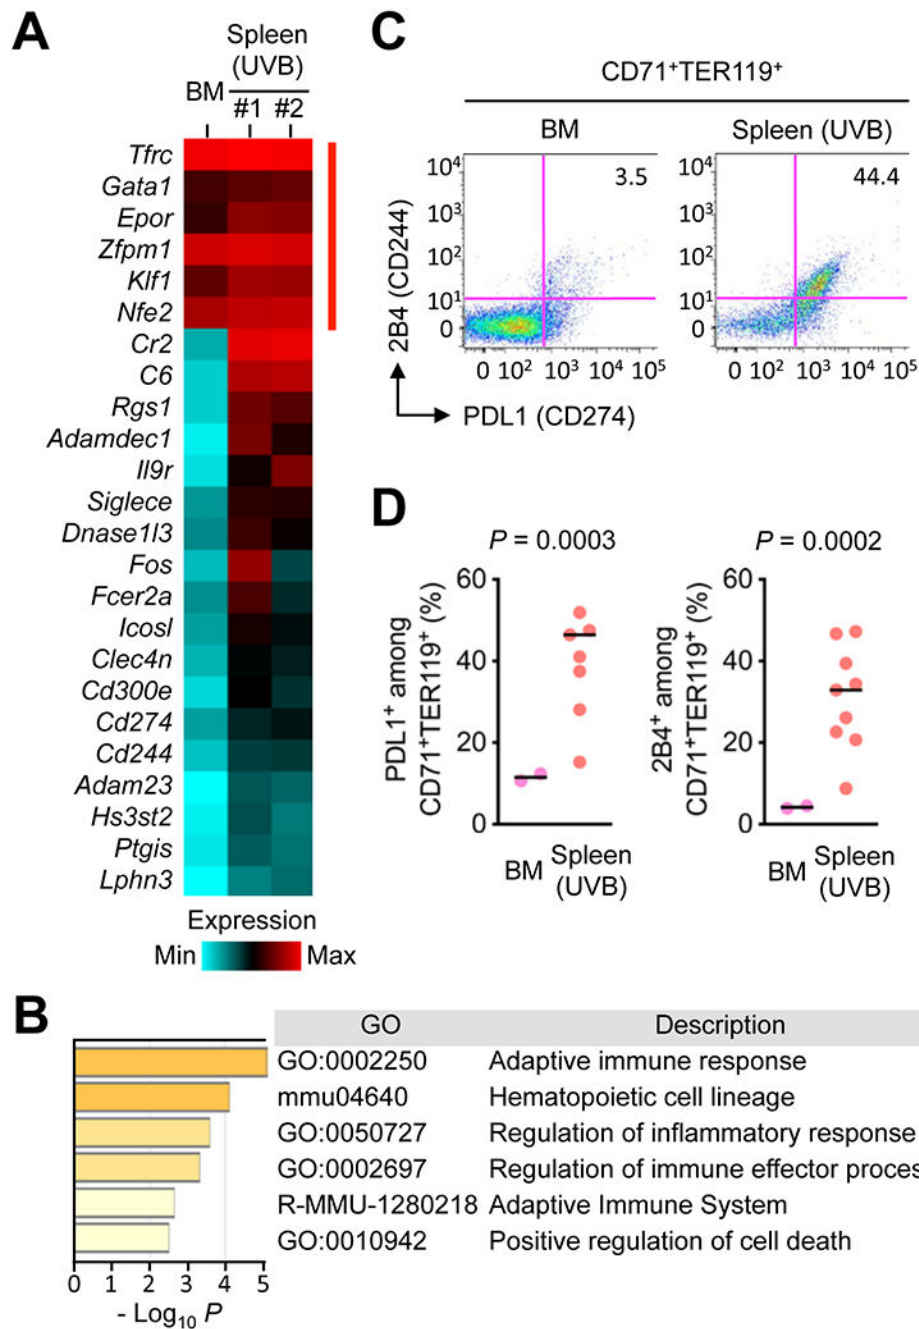 A
Spleen
(UVB)
BM
#1 #2
Tfrc
Gata1
Epor
Zfpm1
Klf1
Nfe2
Cr2
C6
Rgs1
Adamdec1
Il9r
Siglece
Dnase1l3
Fos
Fcer2a
Icosl
Clec4n
Cd300e
Cd274
Cd244
Adam23
Hs3st2
Ptgis
Lphn3
Expression
Min Max
C
CD71⁺TER119⁺
BM Spleen (UVB)
2B4 (CD244)
10⁴ 10³ 10² 10¹ 0
3.5
0 10² 10³ 10⁴ 10⁵
10⁴ 10³ 10² 10¹ 0
44.4
0 10² 10³ 10⁴ 10⁵
PDL1 (CD274)
D
P = 0.0003
PDL1⁺ among
CD71⁺TER119⁺ (%)
60
40
20
0
BM Spleen
(UVB)
P = 0.0002
2B4⁺ among
CD71⁺TER119⁺ (%)
60
40
20
0
BM Spleen
(UVB)
B
GO Description
GO:0002250 Adaptive immune response
mmu04640 Hematopoietic cell lineage
GO:0050727 Regulation of inflammatory response
GO:0002697 Regulation of immune effector proces
R-MMU-1280218 Adaptive Immune System
GO:0010942 Positive regulation of cell death
0 1 2 3 4 5
- Log₁₀ P